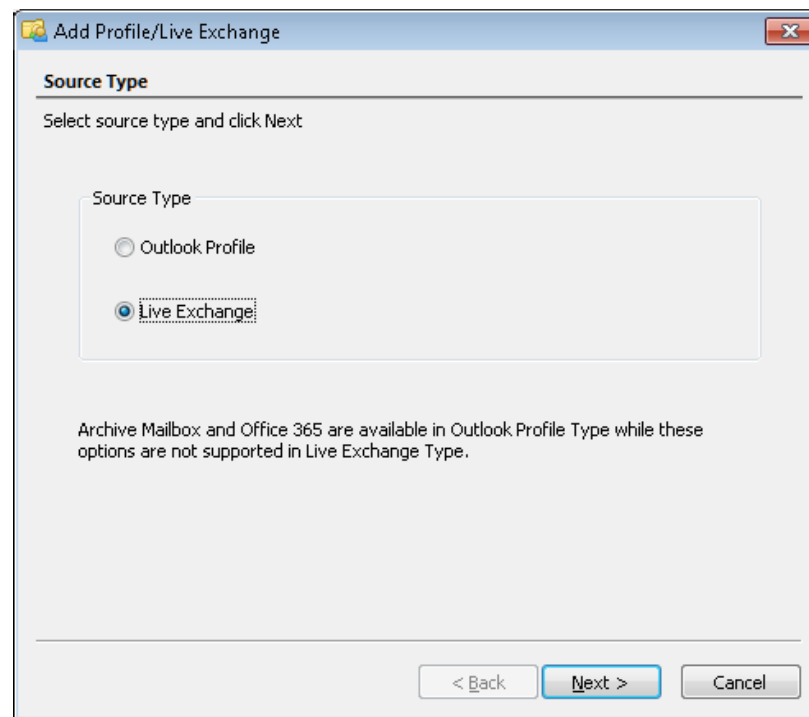 Add Profile/Live Exchange
Source Type
Select source type and click Next
Source Type
Outlook Profile
Live Exchange
Archive Mailbox and Office 365 are available in Outlook Profile Type while these
options are not supported in Live Exchange Type.
< Back
Next >
Cancel